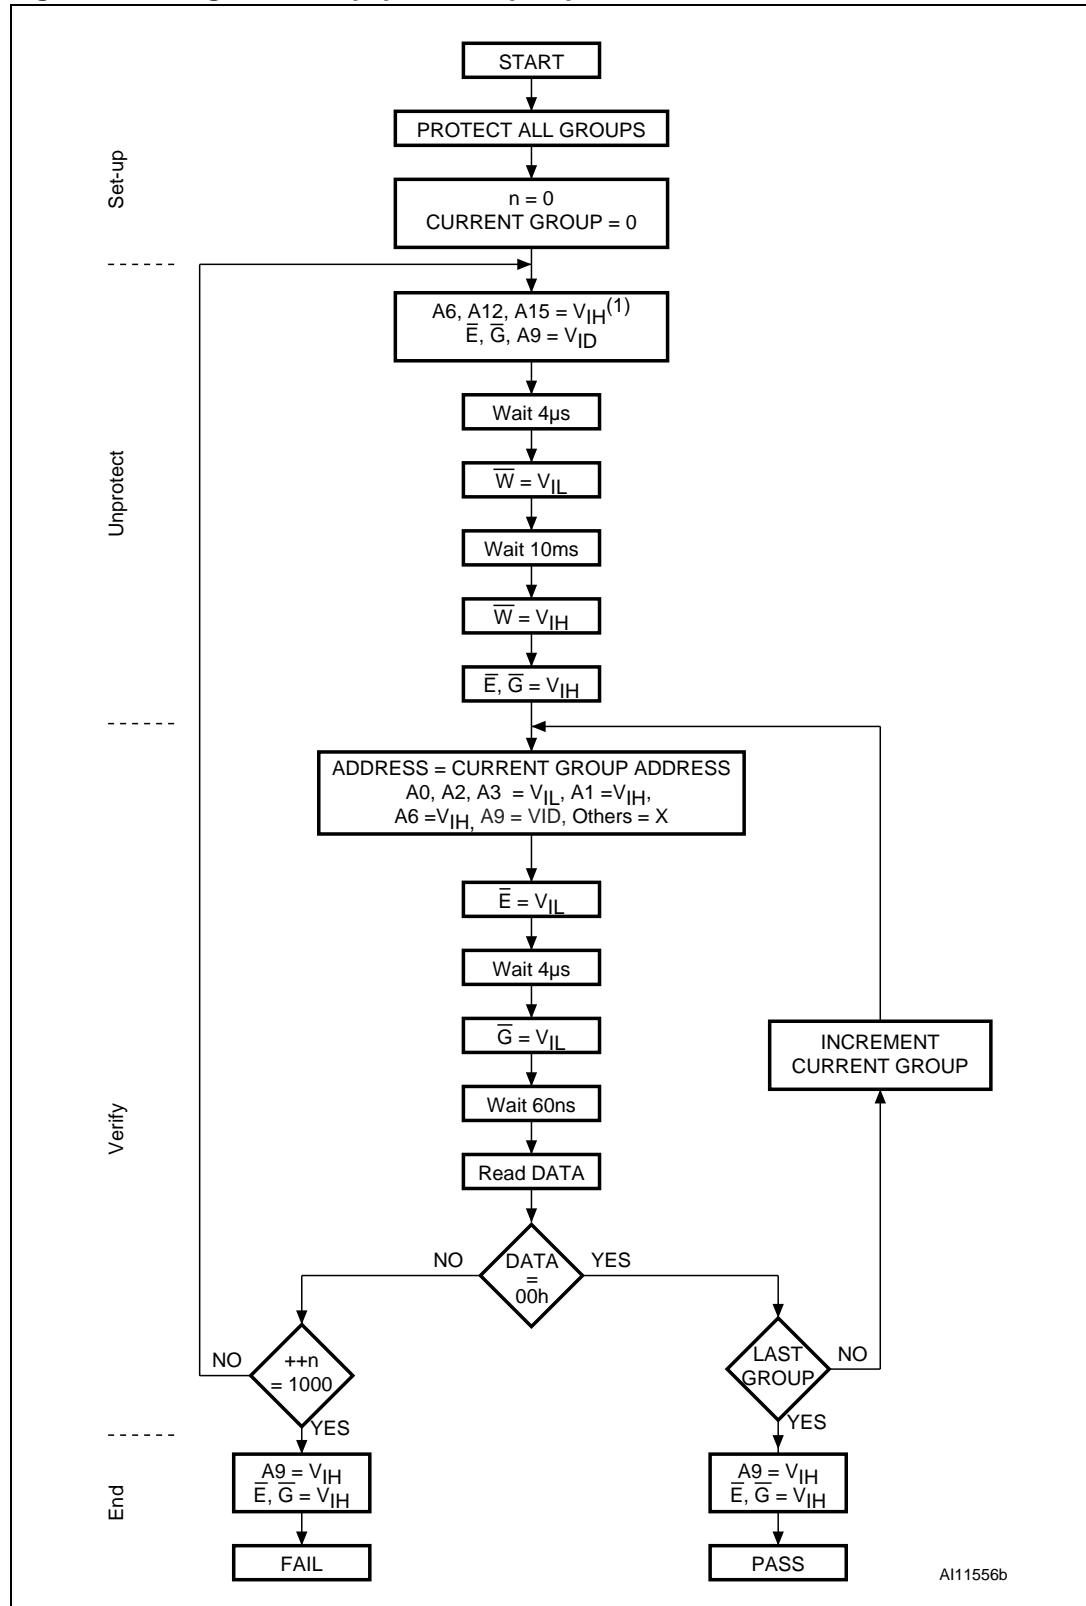 START
PROTECT ALL GROUPS
Set-up
n = 0
CURRENT GROUP = 0
A6, A12, A15 = VIH(1)
E̅, G̅, A9 = VID
Wait 4µs
W̅ = VIL
Unprotect
Wait 10ms
W̅ = VIH
E̅, G̅ = VIH
ADDRESS = CURRENT GROUP ADDRESS
A0, A2, A3 = VIL, A1 =VIH,
A6 =VIH, A9 = VID, Others = X
E̅ = VIL
Wait 4µs
G̅ = VIL
INCREMENT
CURRENT GROUP
Wait 60ns
Verify
Read DATA
NO
DATA
=
00h
YES
NO
++n
= 1000
LAST
GROUP
NO
YES
YES
End
A9 = VIH
E̅, G̅ = VIH
A9 = VIH
E̅, G̅ = VIH
FAIL
PASS
AI11556b